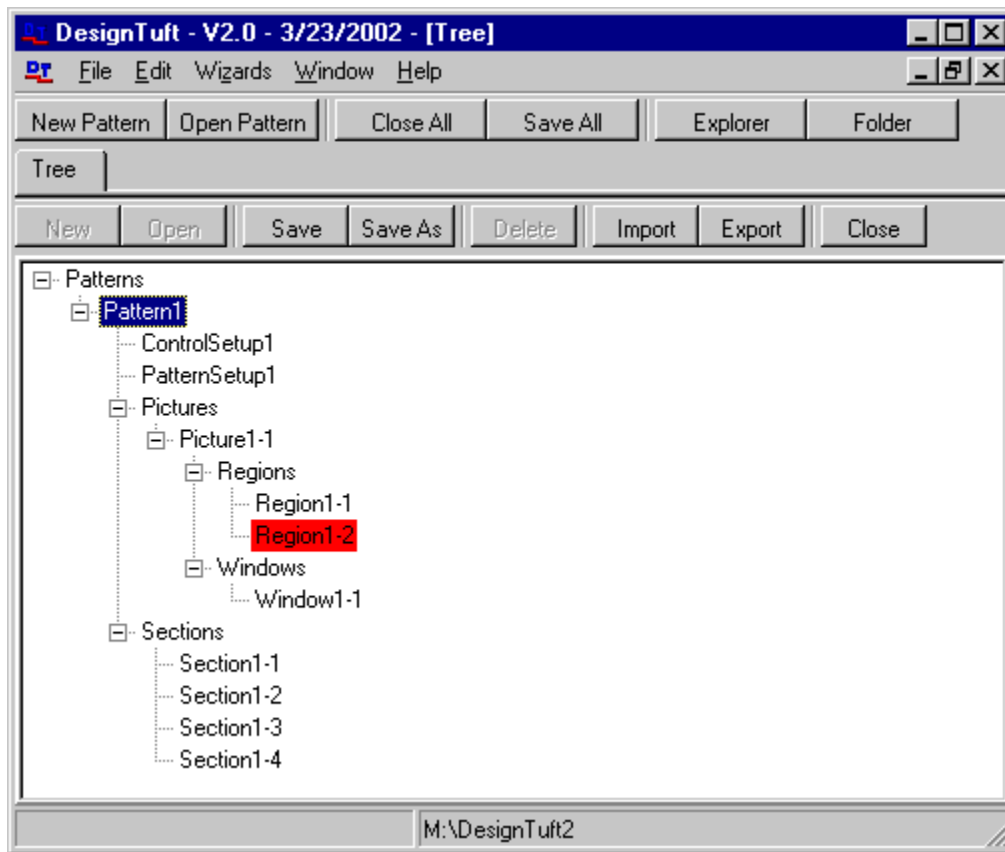 DT DesignTuft - V2.0 - 3/23/2002 - [Tree]
DT File Edit Wizards Window Help
New Pattern Open Pattern Close All Save All Explorer Folder
Tree
New Open Save Save As Delete Import Export Close
Patterns
Pattern1
ControlSetup1
PatternSetup1
Pictures
Picture1-1
Regions
Region1-1
Region1-2
Windows
Window1-1
Sections
Section1-1
Section1-2
Section1-3
Section1-4
M:\DesignTuft2